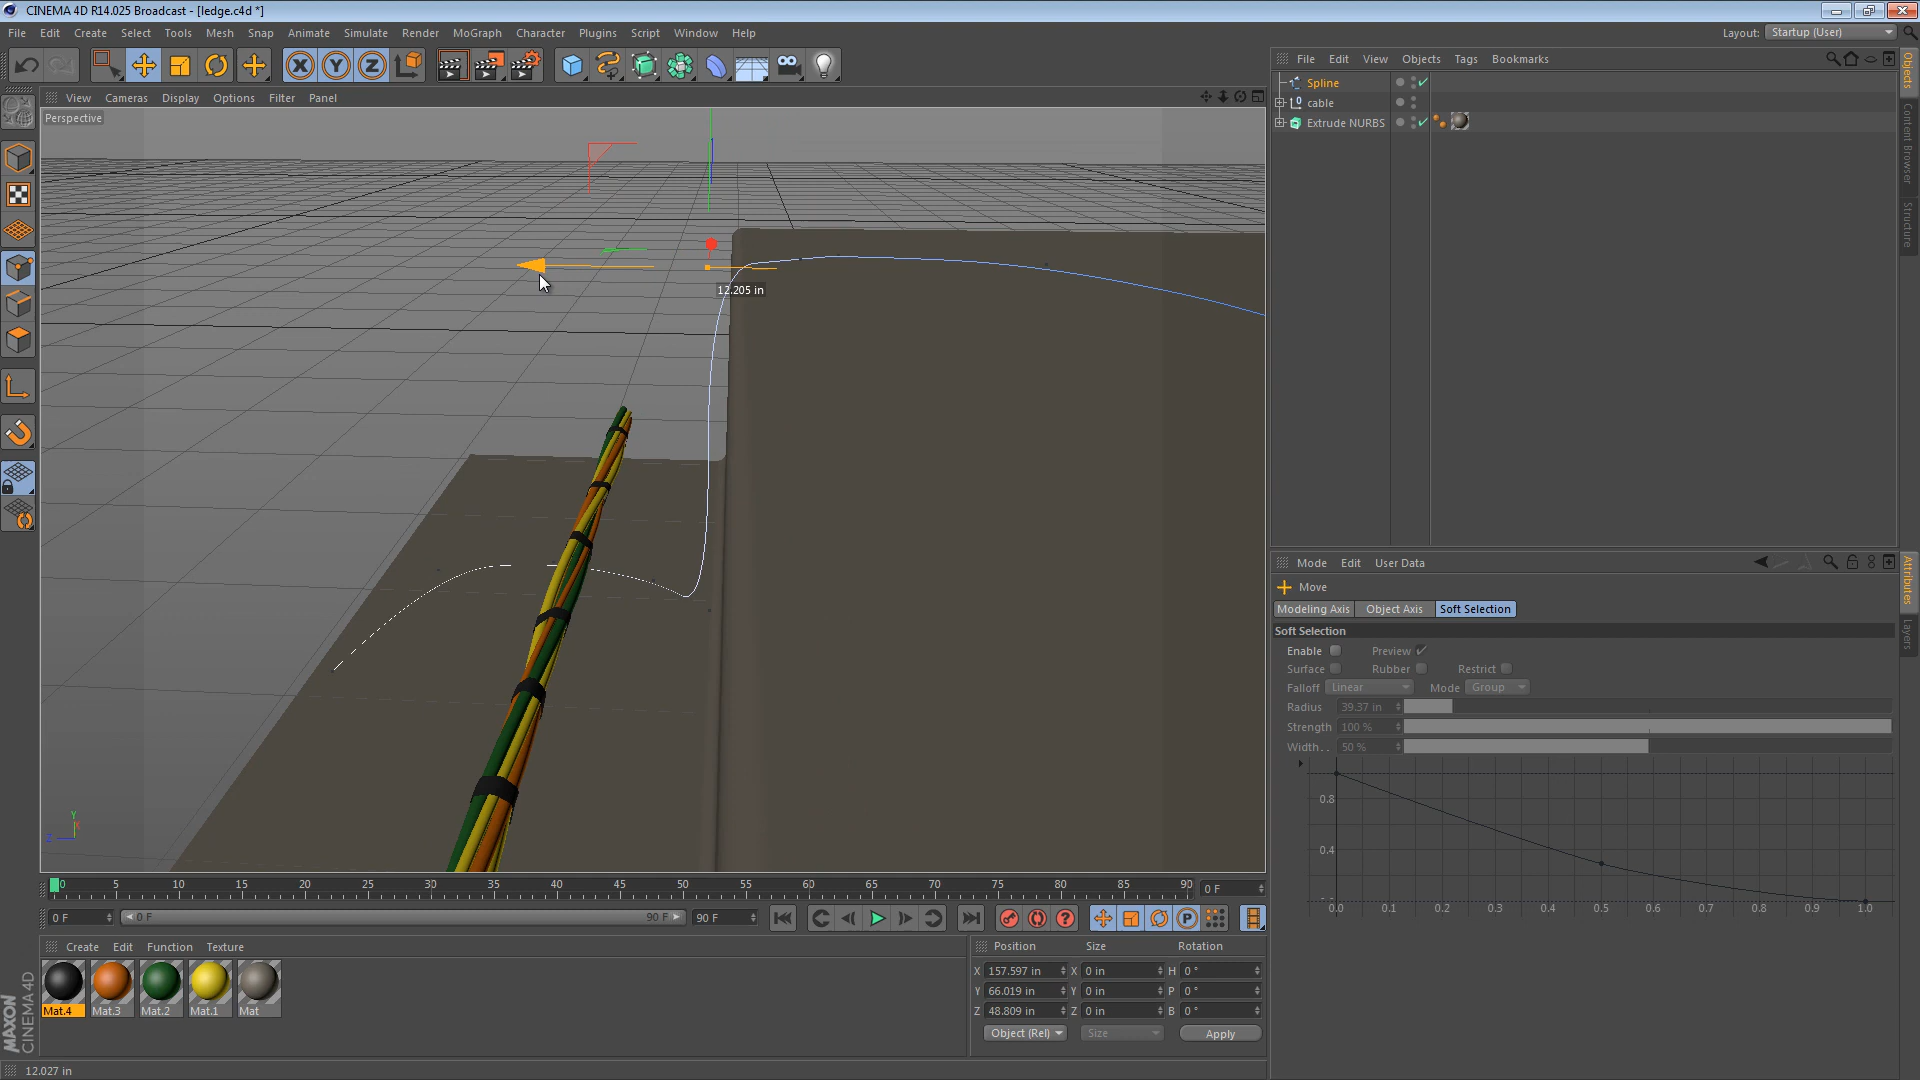 CINEMA 4D R14.025 Broadcast - [ledge.c4d *]
File Edit Create Select Tools Mesh Snap Animate Simulate Render MoGraph Character Plugins Script Window Help
Layout: Startup (User)
View Cameras Display Options Filter Panel
File Edit View Objects Tags Bookmarks
Perspective
Spline
cable
Extrude NURBS
Objects
Content Browser
Structure
12.205 in
Y
X
Z
Mode Edit User Data
Move
Modeling Axis Object Axis Soft Selection
Soft Selection
Enable Preview
Surface Rubber Restrict
Falloff Linear Mode Group
Radius 39.37 in
Strength 100 %
Width.. 50 %
0.8
0.4
0.0 0.1 0.2 0.3 0.4 0.5 0.6 0.7 0.8 0.9 1.0
Attributes
Layers
0 5 10 15 20 25 30 35 40 45 50 55 60 65 70 75 80 85 90
0 F
0 F 0 F 90 F 90 F
Create Edit Function Texture
Mat.4 Mat.3 Mat.2 Mat.1 Mat
Position Size Rotation
X 157.597 in X 0 in H 0 °
Y 66.019 in Y 0 in P 0 °
Z 48.809 in Z 0 in B 0 °
Object (Rel) Size Apply
MAXON
CINEMA 4D
12.027 in